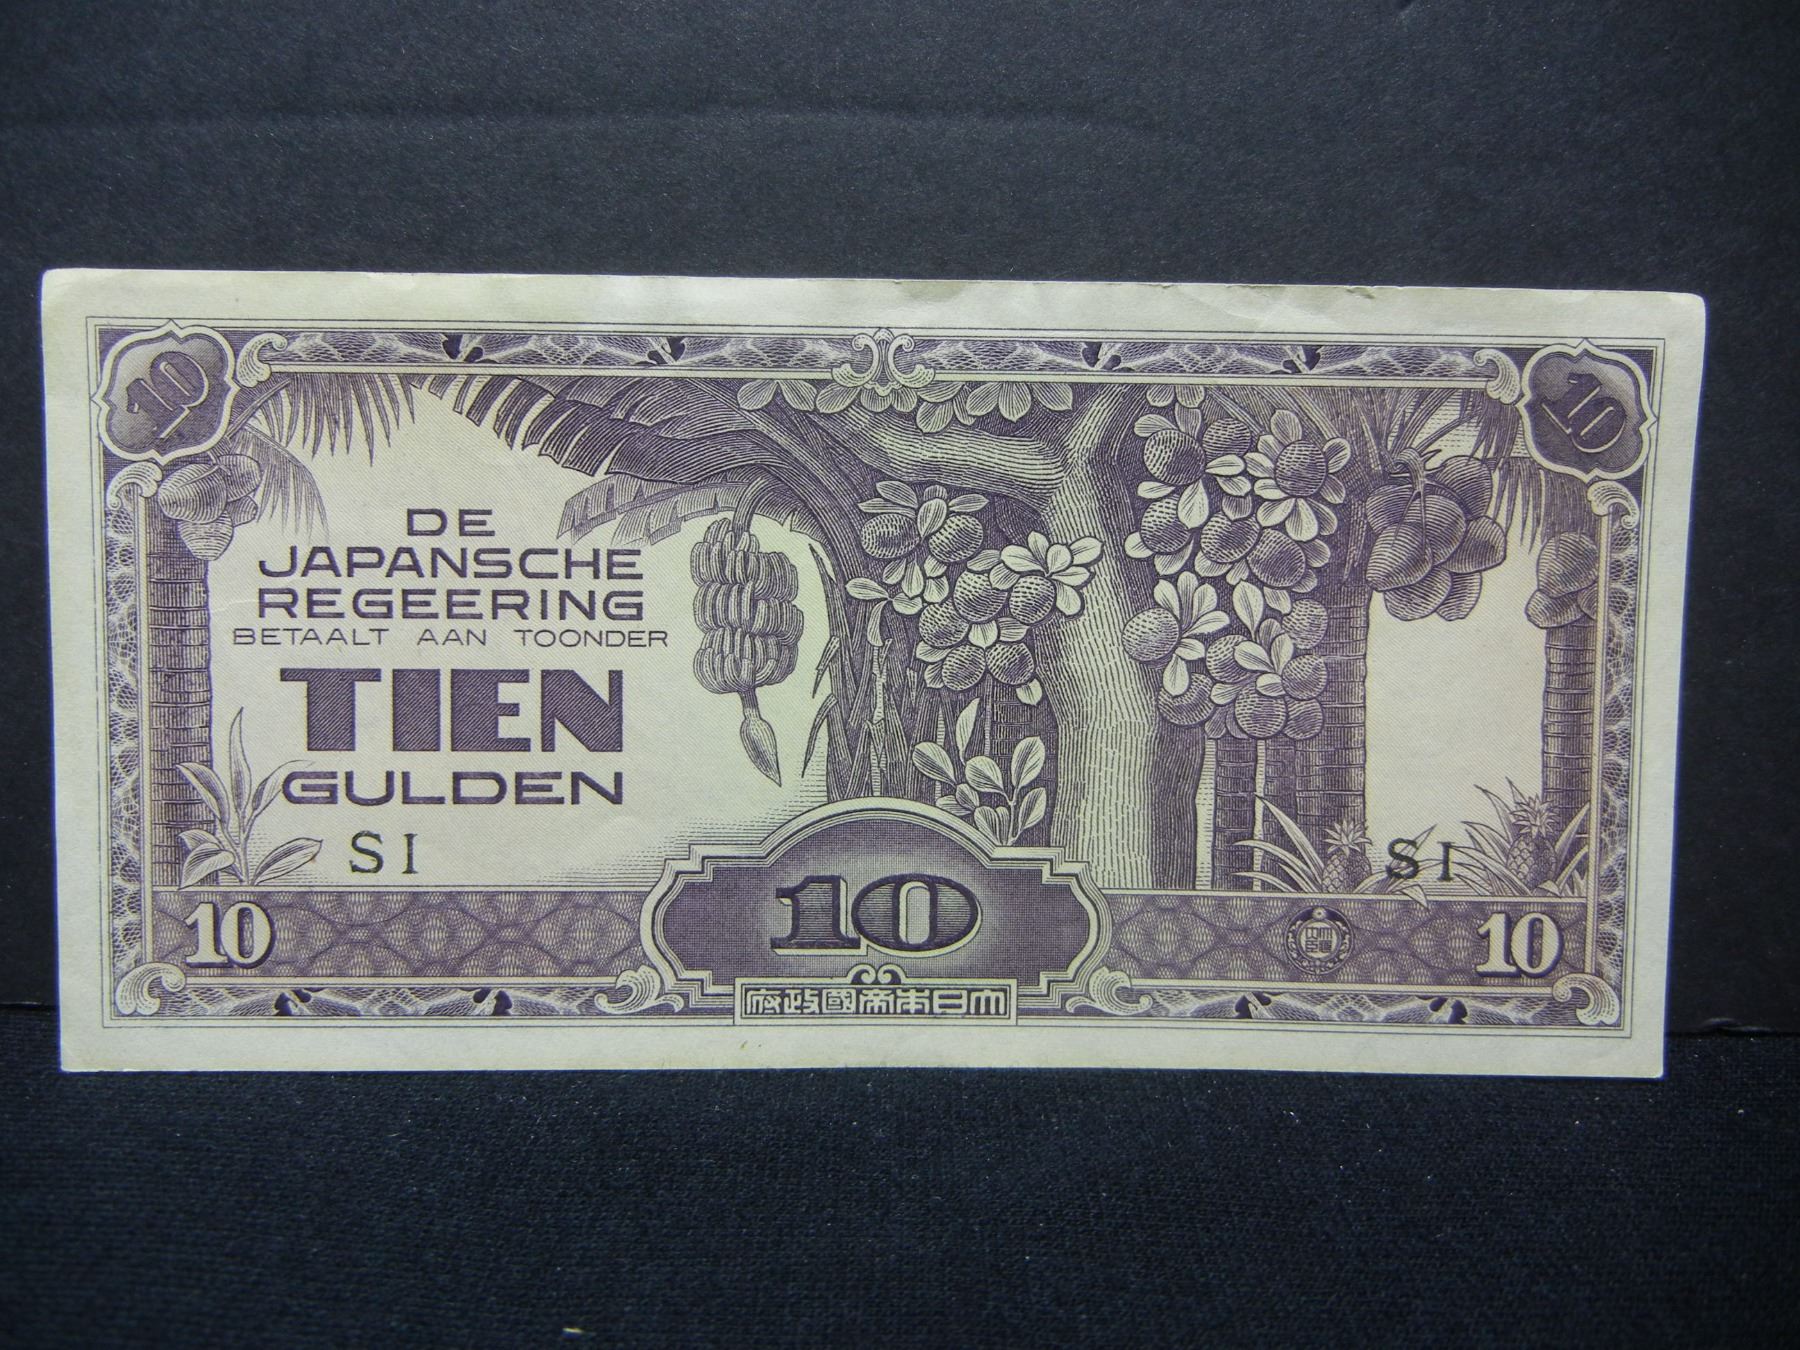 10
10
DE
JAPANSCHE
REGEERING
BETAALT AAN TOONDER
TIEN
GULDEN
SI
SI
10
10
10
府政國帝本日大